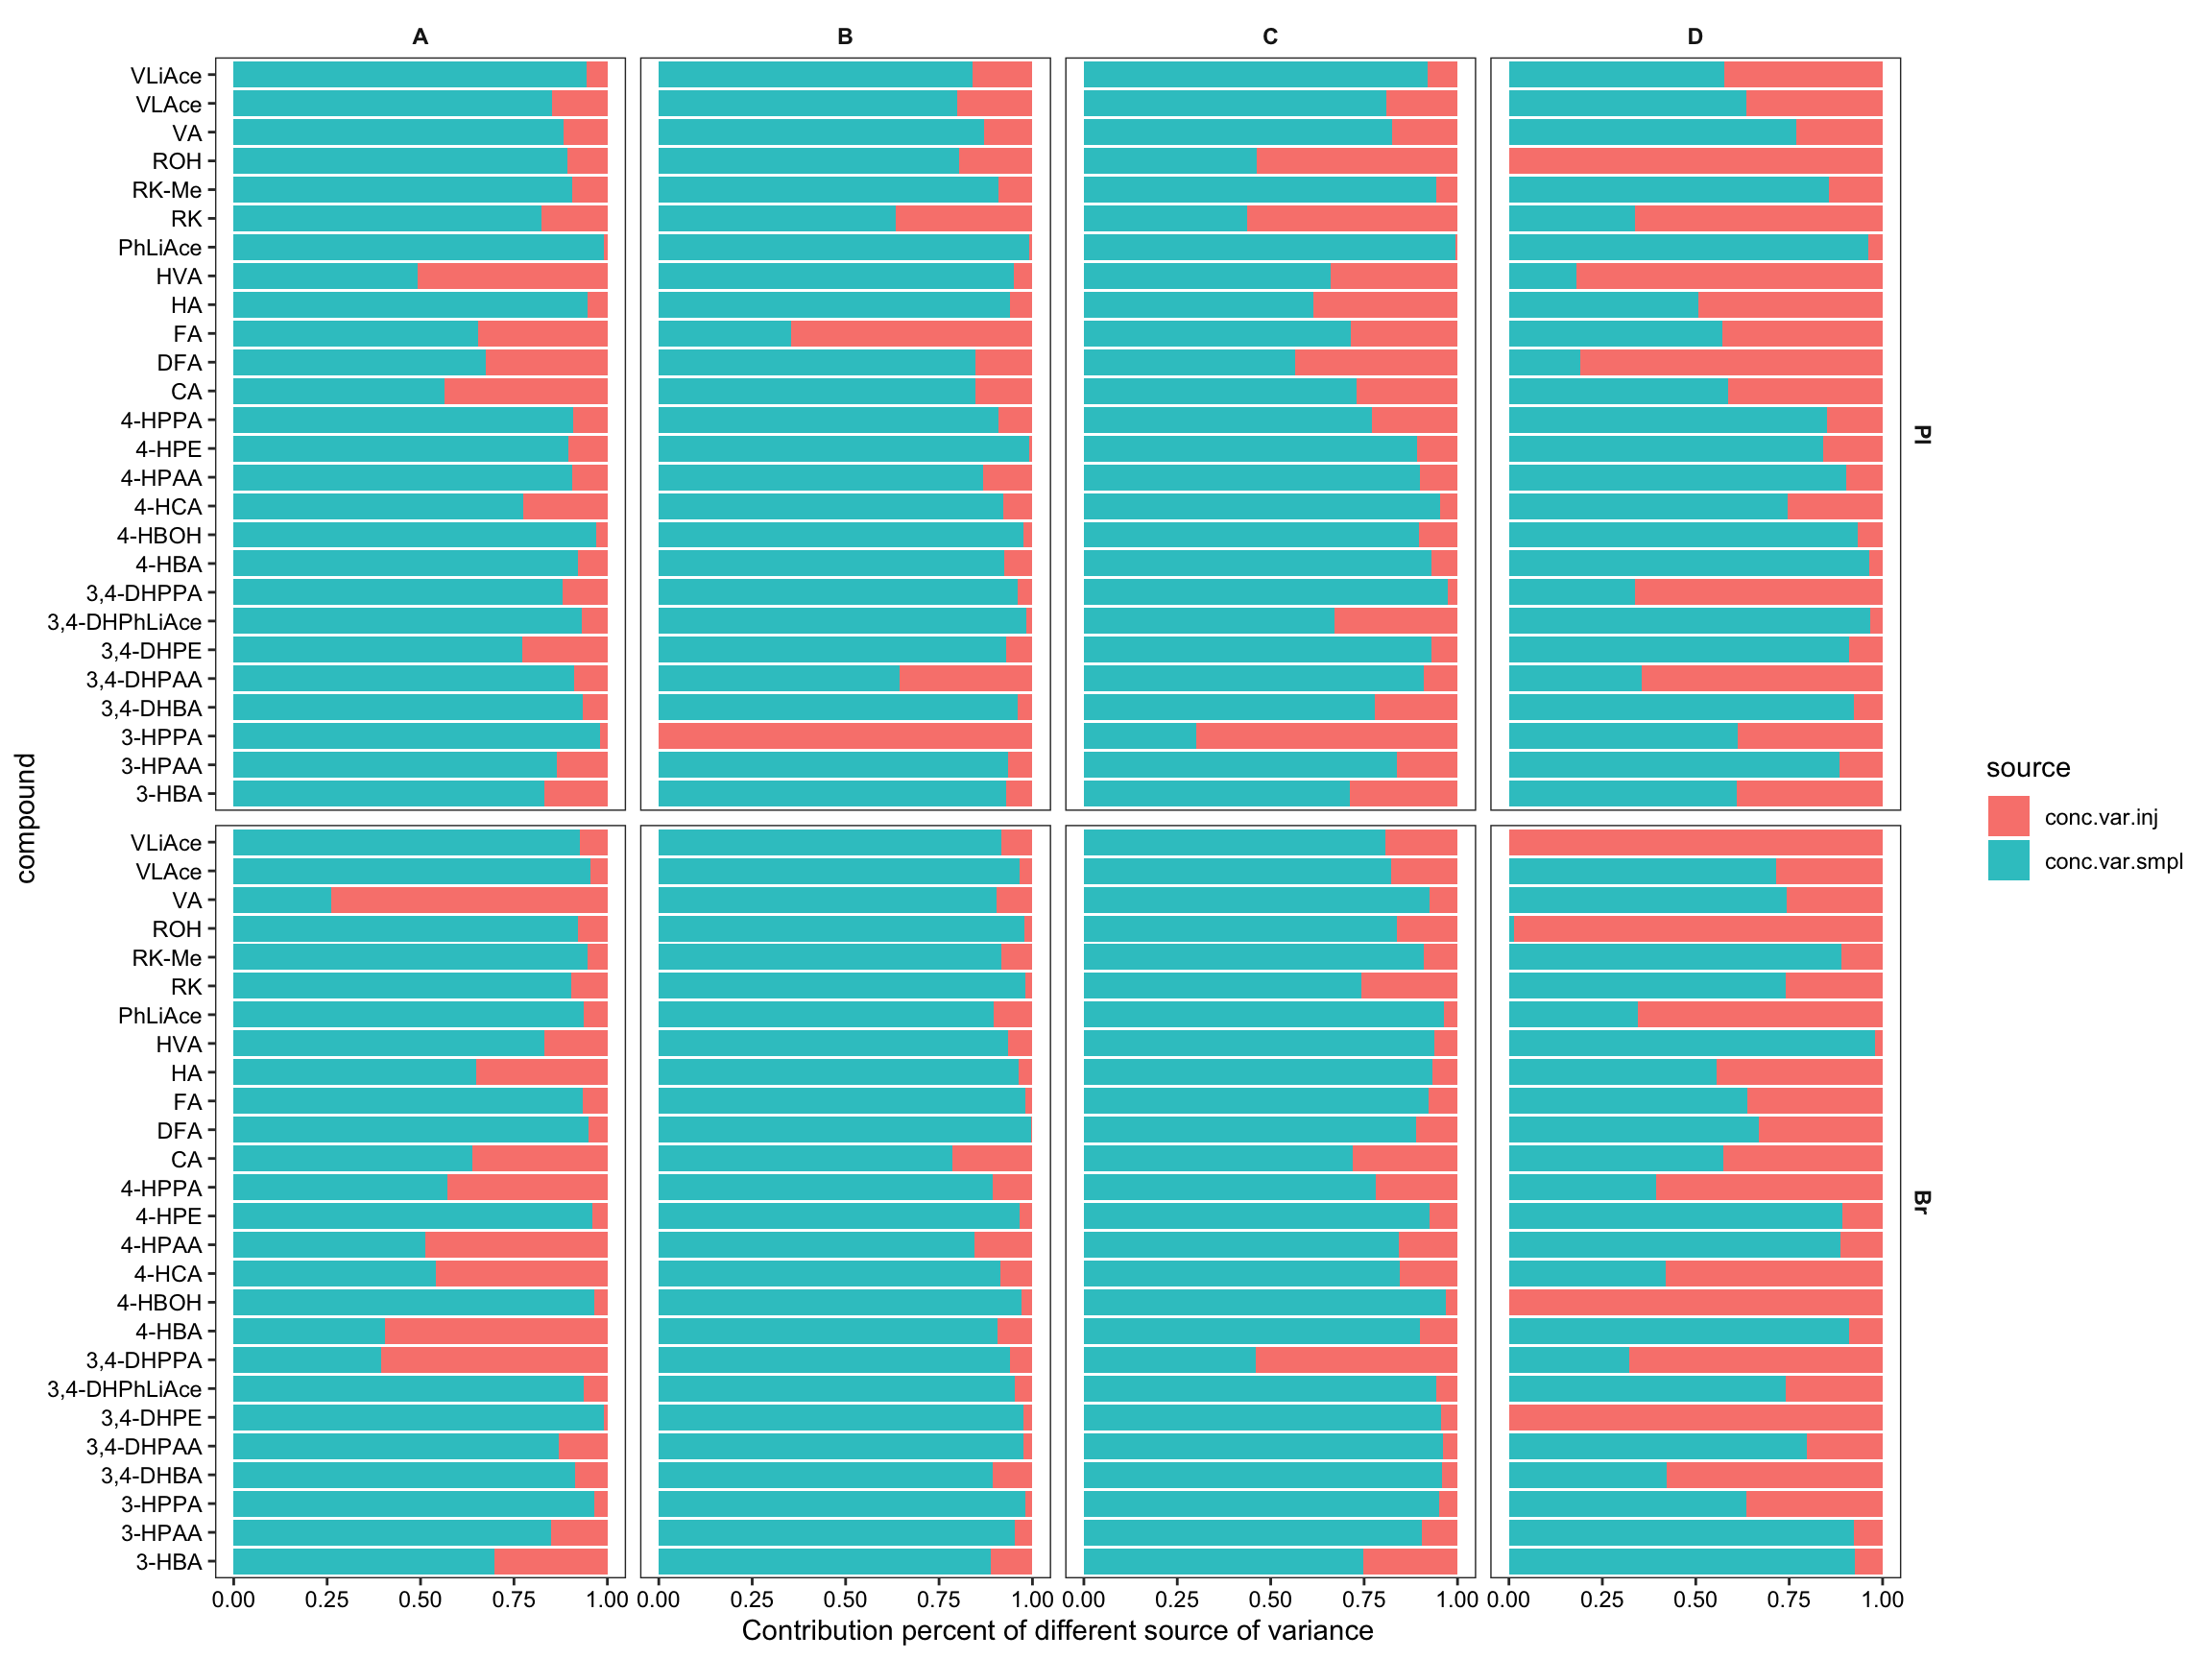 A B C D
VLiAce
VLAce
VA
ROH
RK-Me
RK
PhLiAce
HVA
HA
FA
DFA
CA
4-HPPA
4-HPE
4-HPAA
4-HCA
4-HBOH
4-HBA
3,4-DHPPA
3,4-DHPhLiAce
3,4-DHPE
3,4-DHPAA
3,4-DHBA
3-HPPA
3-HPAA
3-HBA
Pl
VLiAce
VLAce
VA
ROH
RK-Me
RK
PhLiAce
HVA
HA
FA
DFA
CA
4-HPPA
4-HPE
4-HPAA
4-HCA
4-HBOH
4-HBA
3,4-DHPPA
3,4-DHPhLiAce
3,4-DHPE
3,4-DHPAA
3,4-DHBA
3-HPPA
3-HPAA
3-HBA
Br
compound
0.00 0.25 0.50 0.75 1.00 0.00 0.25 0.50 0.75 1.00 0.00 0.25 0.50 0.75 1.00 0.00 0.25 0.50 0.75 1.00
Contribution percent of different source of variance
source
conc.var.inj
conc.var.smpl